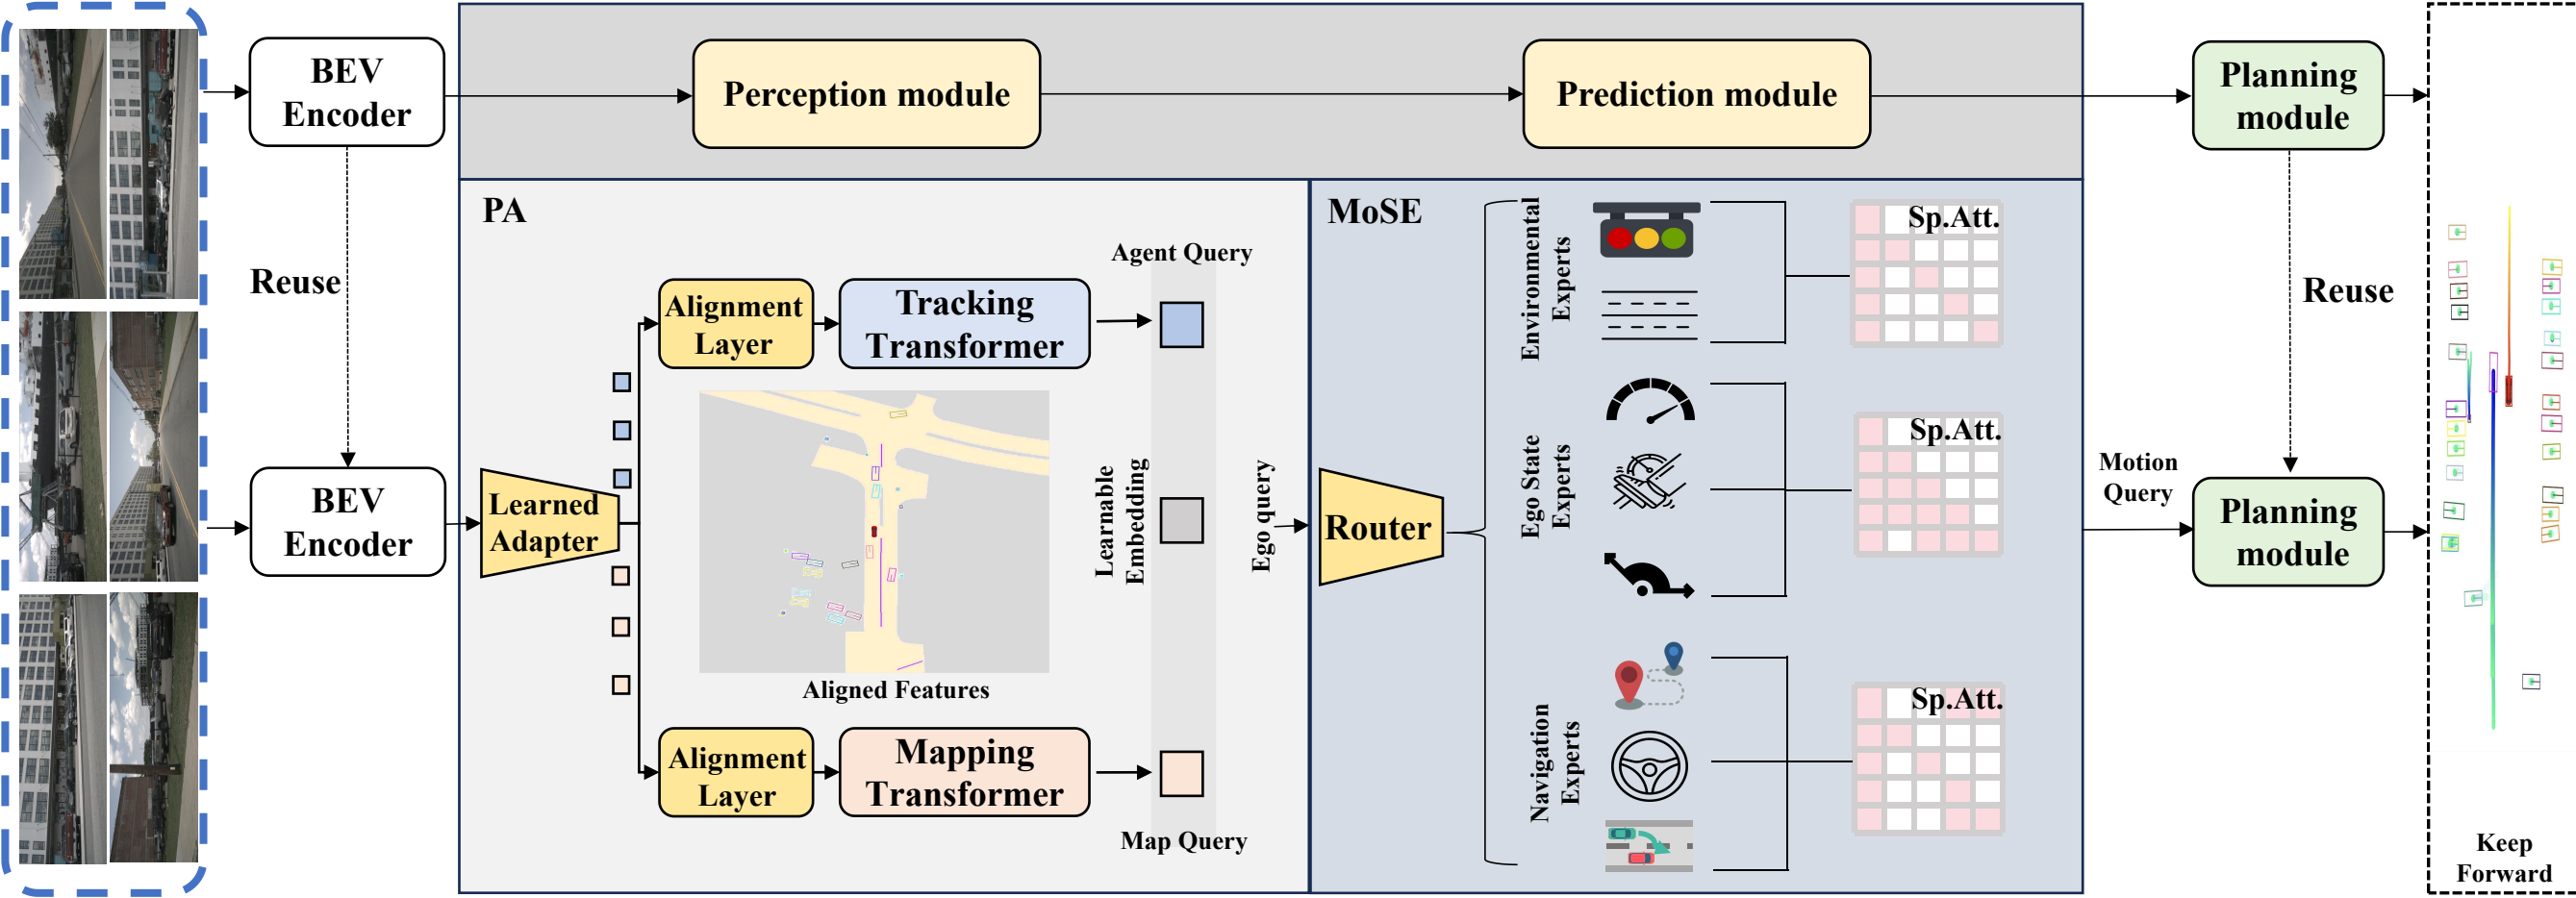 BEV
Encoder
Perception module
Prediction module
Planning
module
Reuse
Reuse
PA
Agent Query
Alignment
Layer
Tracking
Transformer
Learned
Adapter
BEV
Encoder
Aligned Features
Learnable
Embedding
Alignment
Layer
Mapping
Transformer
Map Query
Ego query
MoSE
Router
Environmental
Experts
Sp.Att.
Ego State
Experts
Sp.Att.
Navigation
Experts
Sp.Att.
Motion
Query
Planning
module
Keep
Forward